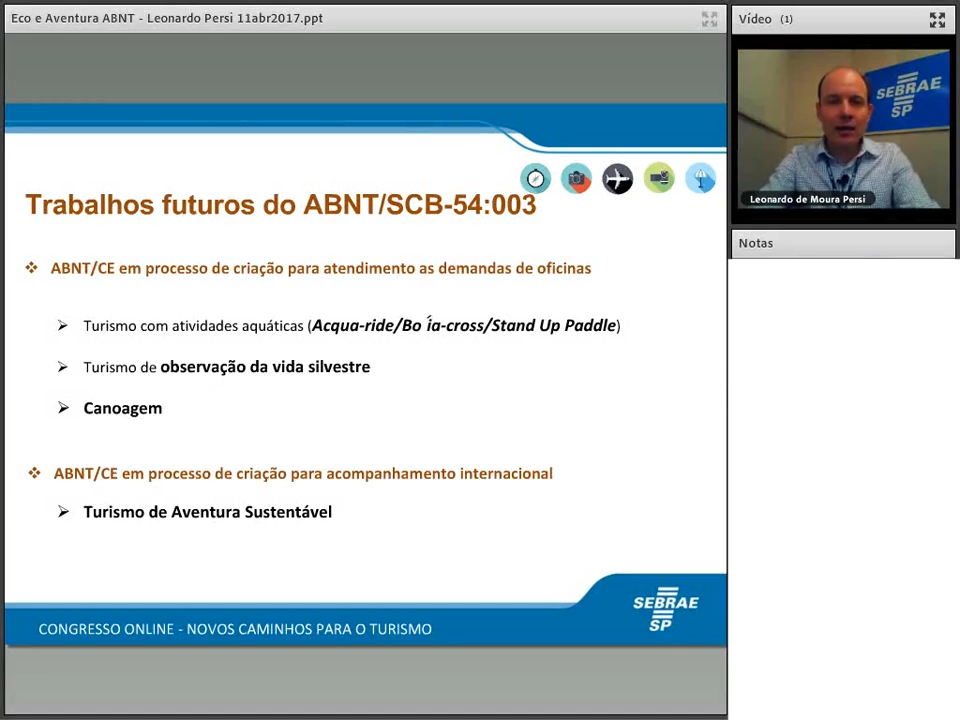 Eco e Aventura ABNT - Leonardo Persi 11abr2017.ppt
Vídeo (1)
SEBRAE
SP
Leonardo de Moura Persi
Notas
Trabalhos futuros do ABNT/SCB-54:003
ABNT/CE em processo de criação para atendimento as demandas de oficinas
Turismo com atividades aquáticas (Acqua-ride/Bo ía-cross/Stand Up Paddle)
Turismo de observação da vida silvestre
Canoagem
ABNT/CE em processo de criação para acompanhamento internacional
Turismo de Aventura Sustentável
SEBRAE
SP
CONGRESSO ONLINE - NOVOS CAMINHOS PARA O TURISMO